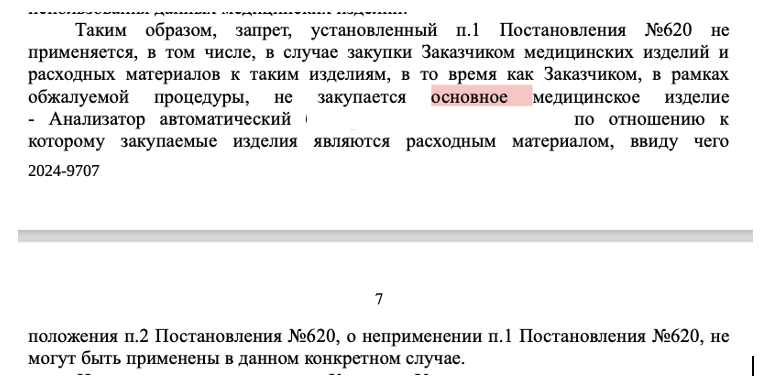 Таким образом, запрет, установленный п.1 Постановления №620 не
применяется, в том числе, в случае закупки Заказчиком медицинских изделий и
расходных материалов к таким изделиям, в то время как Заказчиком, в рамках
обжалуемой процедуры, не закупается основное медицинское изделие
- Анализатор автоматический ( по отношению к
которому закупаемые изделия являются расходным материалом, ввиду чего
2024-9707
7
положения п.2 Постановления №620, о неприменении п.1 Постановления №620, не
могут быть применены в данном конкретном случае.